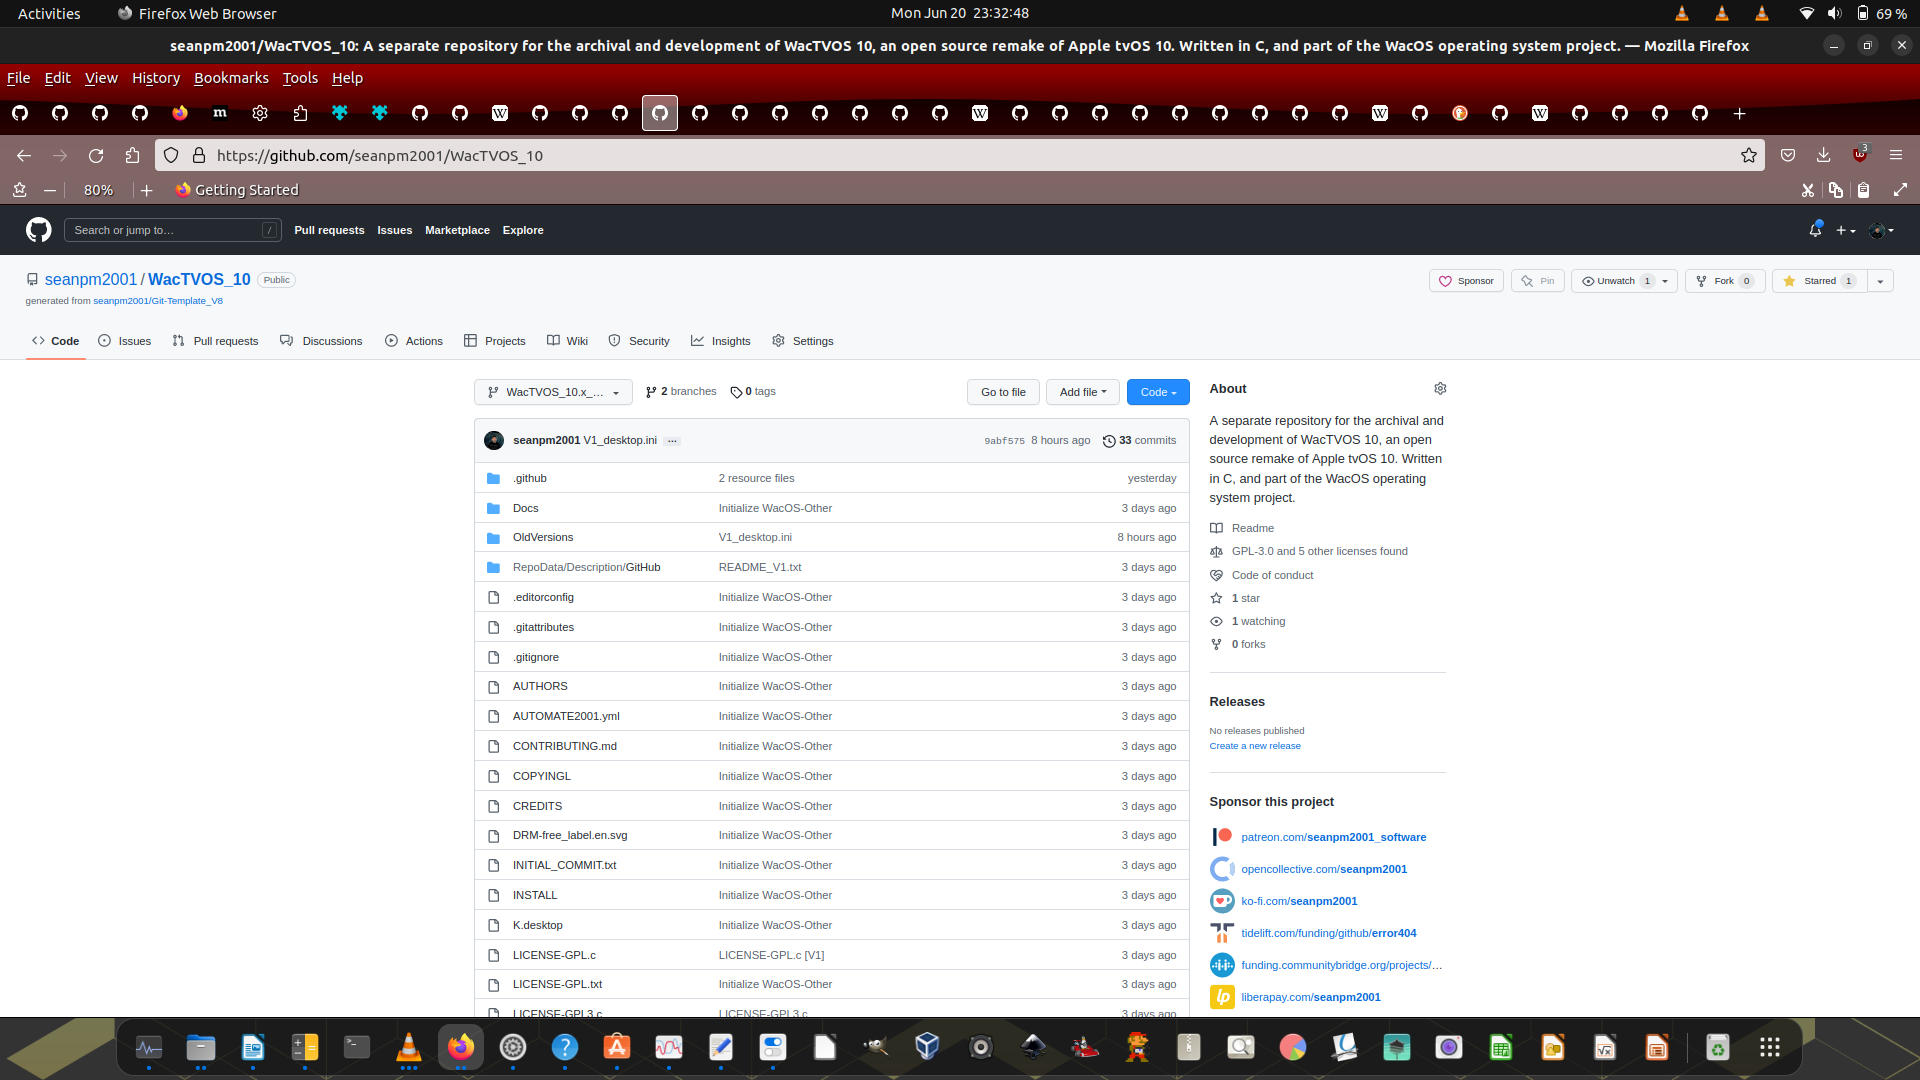 Activities
Firefox Web Browser
Mon Jun 20 23:32:48
69 %
seanpm2001/WacTVOS_10: A separate repository for the archival and development of WacTVOS 10, an open source remake of Apple tvOS 10. Written in C, and part of the WacOS operating system project. — Mozilla Firefox
File Edit View History Bookmarks Tools Help
https://github.com/seanpm2001/WacTVOS_10
3
80%
Getting Started
Search or jump to…
/
Pull requests Issues Marketplace Explore
seanpm2001 / WacTVOS_10 Public
Sponsor Pin Unwatch 1 Fork 0 Starred 1
generated from seanpm2001/Git-Template_V8
Code Issues Pull requests Discussions Actions Projects Wiki Security Insights Settings
WacTVOS_10.x_... 2 branches 0 tags Go to file Add file Code
seanpm2001 V1_desktop.ini ... 9abf575 8 hours ago 33 commits
.github 2 resource files yesterday
Docs Initialize WacOS-Other 3 days ago
OldVersions V1_desktop.ini 8 hours ago
RepoData/Description/GitHub README_V1.txt 3 days ago
.editorconfig Initialize WacOS-Other 3 days ago
.gitattributes Initialize WacOS-Other 3 days ago
.gitignore Initialize WacOS-Other 3 days ago
AUTHORS Initialize WacOS-Other 3 days ago
AUTOMATE2001.yml Initialize WacOS-Other 3 days ago
CONTRIBUTING.md Initialize WacOS-Other 3 days ago
COPYINGL Initialize WacOS-Other 3 days ago
CREDITS Initialize WacOS-Other 3 days ago
DRM-free_label.en.svg Initialize WacOS-Other 3 days ago
INITIAL_COMMIT.txt Initialize WacOS-Other 3 days ago
INSTALL Initialize WacOS-Other 3 days ago
K.desktop Initialize WacOS-Other 3 days ago
LICENSE-GPL.c LICENSE-GPL.c [V1] 3 days ago
LICENSE-GPL.txt Initialize WacOS-Other 3 days ago
LICENSE-GPL3.c LICENSE-GPL3.c 3 days ago
About
A separate repository for the archival and
development of WacTVOS 10, an open
source remake of Apple tvOS 10. Written
in C, and part of the WacOS operating
system project.
Readme
GPL-3.0 and 5 other licenses found
Code of conduct
1 star
1 watching
0 forks
Releases
No releases published
Create a new release
Sponsor this project
patreon.com/seanpm2001_software
opencollective.com/seanpm2001
ko-fi.com/seanpm2001
tidelift.com/funding/github/error404
funding.communitybridge.org/projects/...
liberapay.com/seanpm2001